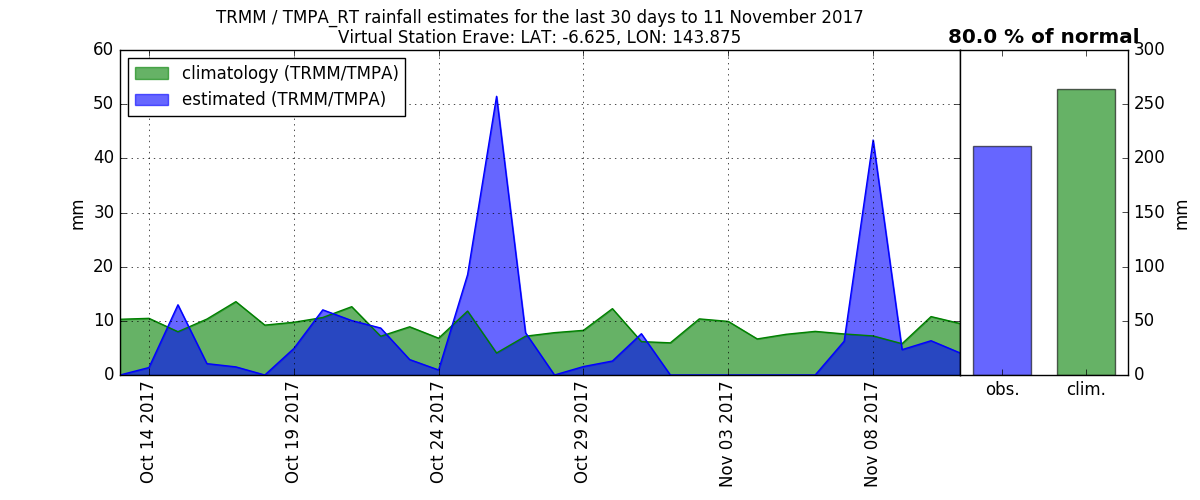 TRMM / TMPA_RT rainfall estimates for the last 30 days to 11 November 2017
Virtual Station Erave: LAT: -6.625, LON: 143.875
80.0 % of normal
climatology (TRMM/TMPA)
estimated (TRMM/TMPA)
60
50
40
30
20
10
0
mm
Oct 14 2017
Oct 19 2017
Oct 24 2017
Oct 29 2017
Nov 03 2017
Nov 08 2017
300
250
200
150
100
50
0
mm
obs.
clim.